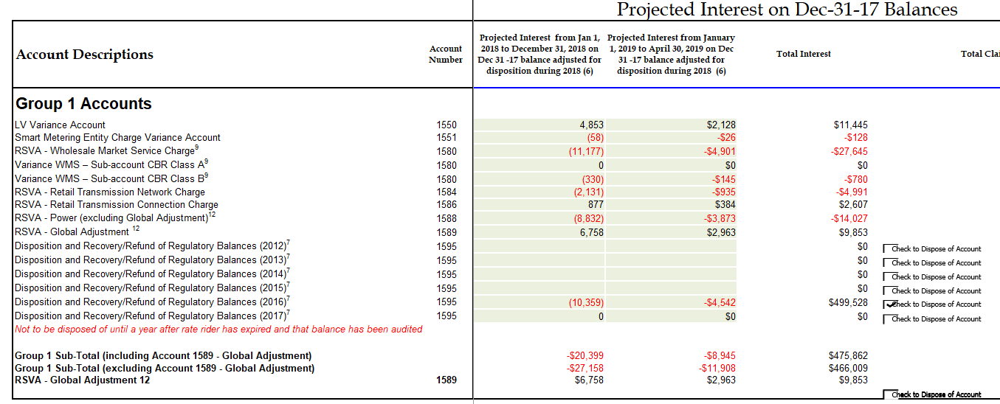 Projected Interest on Dec-31-17 Balances
Account Descriptions
Account Number
Projected Interest from Jan 1, 2018 to December 31, 2018 on Dec 31 -17 balance adjusted for disposition during 2018 (6)
Projected Interest from January 1, 2019 to April 30, 2019 on Dec 31 -17 balance adjusted for disposition during 2018 (6)
Total Interest
Total Clai
Group 1 Accounts
LV Variance Account 1550 4,853 $2,128 $11,445
Smart Metering Entity Charge Variance Account 1551 (58) -$26 -$128
RSVA - Wholesale Market Service Charge9 1580 (11,177) -$4,901 -$27,645
Variance WMS – Sub-account CBR Class A9 1580 0 $0 $0
Variance WMS – Sub-account CBR Class B9 1580 (330) -$145 -$780
RSVA - Retail Transmission Network Charge 1584 (2,131) -$935 -$4,991
RSVA - Retail Transmission Connection Charge 1586 877 $384 $2,607
RSVA - Power (excluding Global Adjustment)12 1588 (8,832) -$3,873 -$14,027
RSVA - Global Adjustment 12 1589 6,758 $2,963 $9,853
Disposition and Recovery/Refund of Regulatory Balances (2012)7 1595 $0 Check to Dispose of Account
Disposition and Recovery/Refund of Regulatory Balances (2013)7 1595 $0 Check to Dispose of Account
Disposition and Recovery/Refund of Regulatory Balances (2014)7 1595 $0 Check to Dispose of Account
Disposition and Recovery/Refund of Regulatory Balances (2015)7 1595 $0 Check to Dispose of Account
Disposition and Recovery/Refund of Regulatory Balances (2016)7 1595 (10,359) -$4,542 $499,528 Check to Dispose of Account
Disposition and Recovery/Refund of Regulatory Balances (2017)7 1595 0 $0 $0 Check to Dispose of Account
Not to be disposed of until a year after rate rider has expired and that balance has been audited
Group 1 Sub-Total (including Account 1589 - Global Adjustment) -$20,399 -$8,945 $475,862
Group 1 Sub-Total (excluding Account 1589 - Global Adjustment) -$27,158 -$11,908 $466,009
RSVA - Global Adjustment 12 1589 $6,758 $2,963 $9,853
Check to Dispose of Account